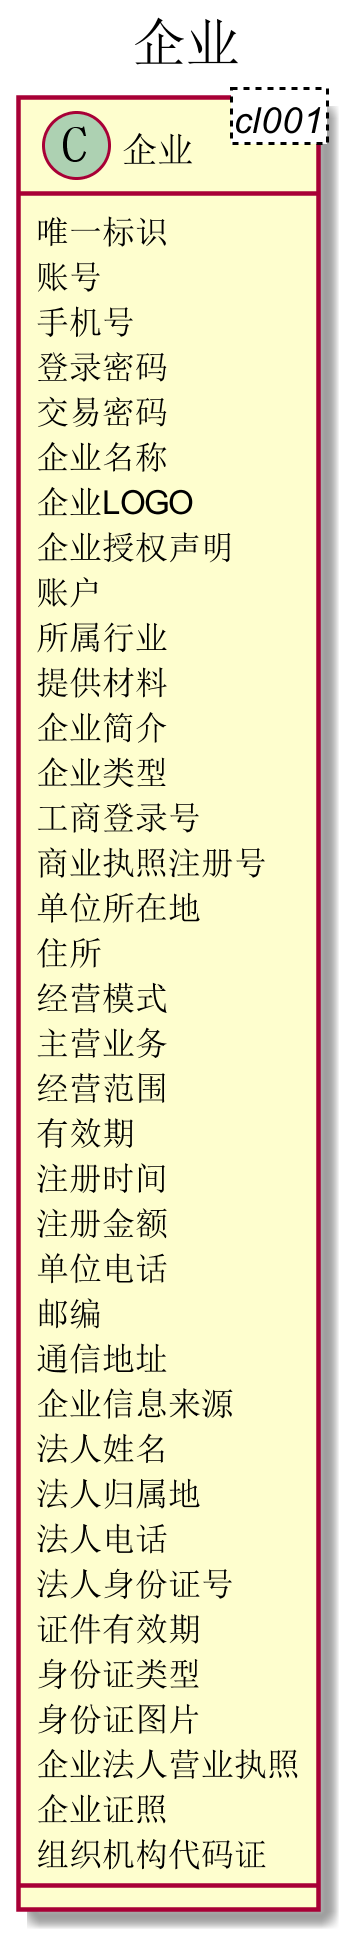 企业
cl001
C 企业
唯一标识
账号
手机号
登录密码
交易密码
企业名称
企业LOGO
企业授权声明
账户
所属行业
提供材料
企业简介
企业类型
工商登录号
商业执照注册号
单位所在地
住所
经营模式
主营业务
经营范围
有效期
注册时间
注册金额
单位电话
邮编
通信地址
企业信息来源
法人姓名
法人归属地
法人电话
法人身份证号
证件有效期
身份证类型
身份证图片
企业法人营业执照
企业证照
组织机构代码证